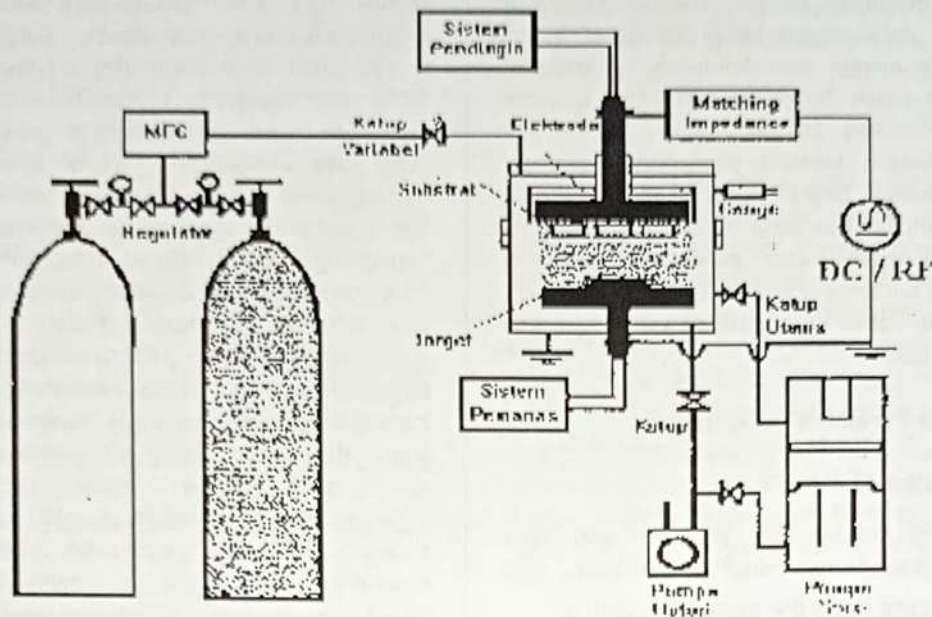 Sistem
Pendingin
MFC
Katup
Variabel
Elektroda
Matching
Impedance
Substrat
Gauge
Regulator
DC / RF
Katup
Utama
Target
Sistem
Pemanas
Katup
Pompa
Pompa